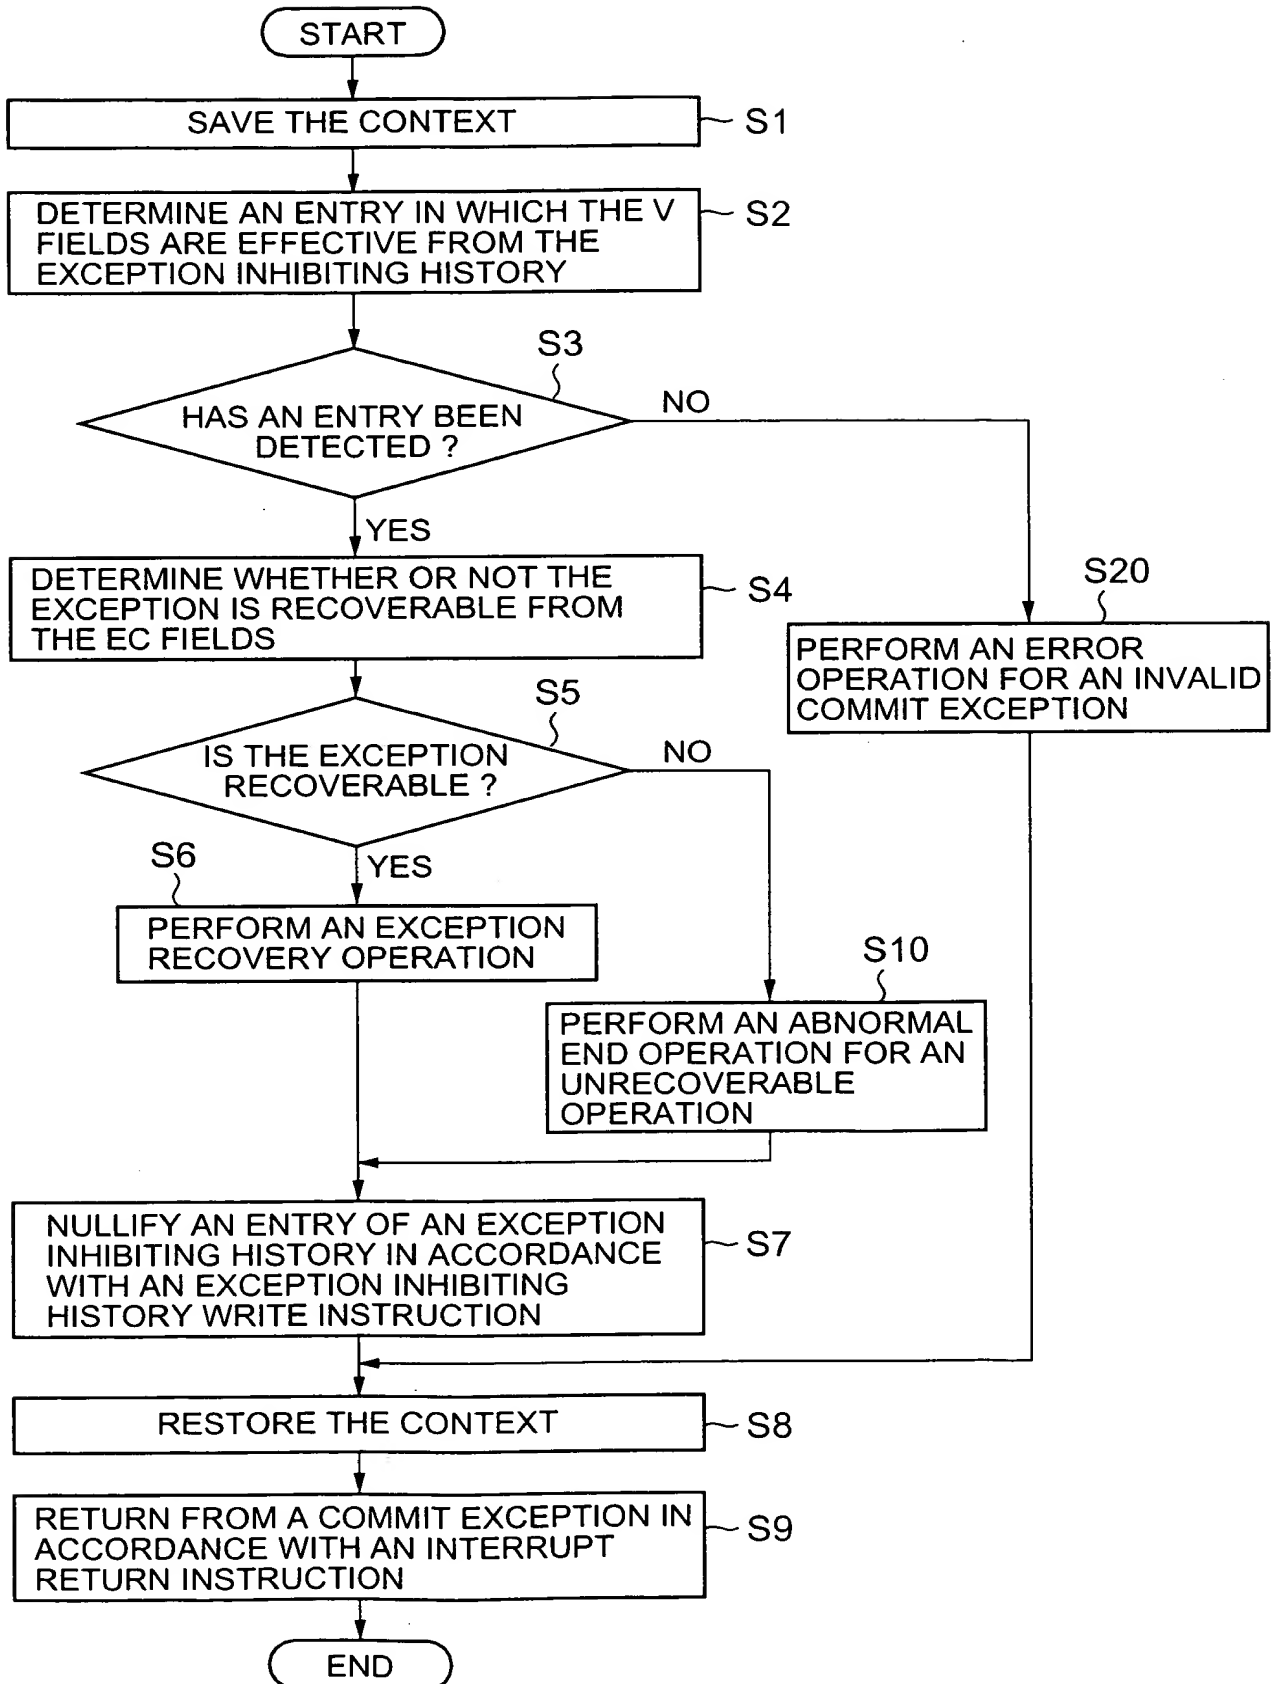 START
SAVE THE CONTEXT
S1
DETERMINE AN ENTRY IN WHICH THE V
FIELDS ARE EFFECTIVE FROM THE
EXCEPTION INHIBITING HISTORY
S2
S3
HAS AN ENTRY BEEN
DETECTED ?
NO
YES
DETERMINE WHETHER OR NOT THE
EXCEPTION IS RECOVERABLE FROM
THE EC FIELDS
S4
S20
PERFORM AN ERROR
OPERATION FOR AN INVALID
COMMIT EXCEPTION
S5
IS THE EXCEPTION
RECOVERABLE ?
NO
YES
S6
PERFORM AN EXCEPTION
RECOVERY OPERATION
S10
PERFORM AN ABNORMAL
END OPERATION FOR AN
UNRECOVERABLE
OPERATION
NULLIFY AN ENTRY OF AN EXCEPTION
INHIBITING HISTORY IN ACCORDANCE
WITH AN EXCEPTION INHIBITING
HISTORY WRITE INSTRUCTION
S7
RESTORE THE CONTEXT
S8
RETURN FROM A COMMIT EXCEPTION IN
ACCORDANCE WITH AN INTERRUPT
RETURN INSTRUCTION
S9
END